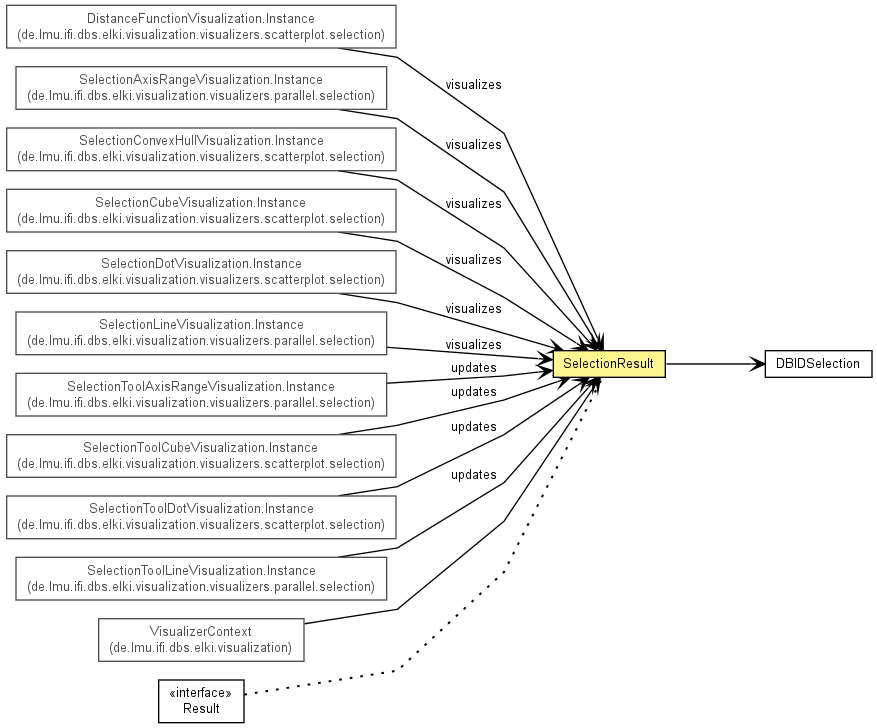 DistanceFunctionVisualization.Instance
(de.lmu.ifi.dbs.elki.visualization.visualizers.scatterplot.selection)
visualizes
SelectionAxisRangeVisualization.Instance
(de.lmu.ifi.dbs.elki.visualization.visualizers.parallel.selection)
visualizes
SelectionConvexHullVisualization.Instance
(de.lmu.ifi.dbs.elki.visualization.visualizers.scatterplot.selection)
visualizes
SelectionCubeVisualization.Instance
(de.lmu.ifi.dbs.elki.visualization.visualizers.scatterplot.selection)
visualizes
SelectionDotVisualization.Instance
(de.lmu.ifi.dbs.elki.visualization.visualizers.scatterplot.selection)
visualizes
SelectionLineVisualization.Instance
(de.lmu.ifi.dbs.elki.visualization.visualizers.parallel.selection)
visualizes
SelectionToolAxisRangeVisualization.Instance
(de.lmu.ifi.dbs.elki.visualization.visualizers.parallel.selection)
updates
SelectionToolCubeVisualization.Instance
(de.lmu.ifi.dbs.elki.visualization.visualizers.scatterplot.selection)
updates
SelectionToolDotVisualization.Instance
(de.lmu.ifi.dbs.elki.visualization.visualizers.scatterplot.selection)
updates
SelectionToolLineVisualization.Instance
(de.lmu.ifi.dbs.elki.visualization.visualizers.parallel.selection)
updates
VisualizerContext
(de.lmu.ifi.dbs.elki.visualization)
«interface»
Result
SelectionResult
DBIDSelection